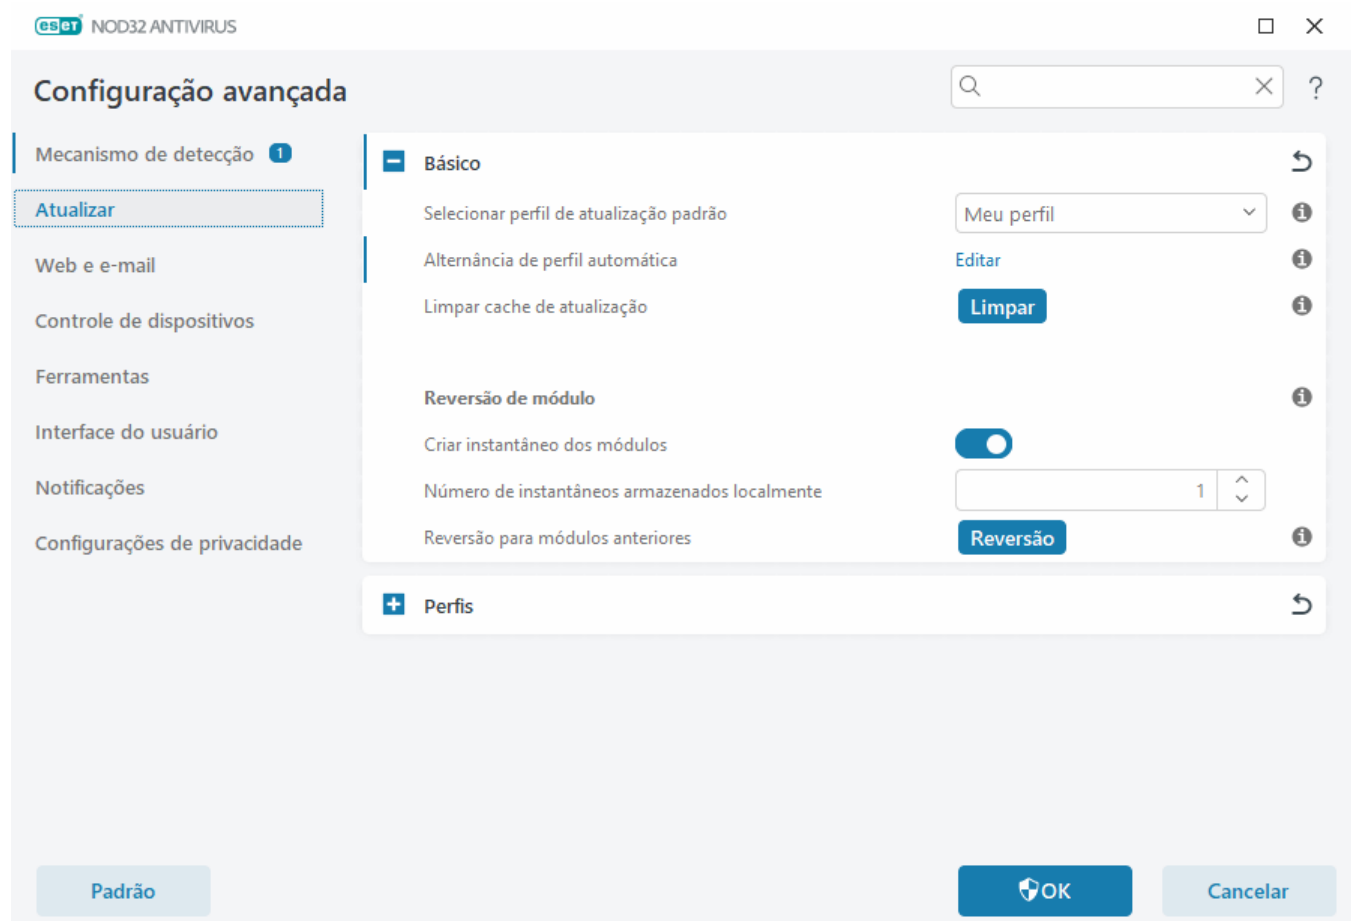 eset NOD32 ANTIVIRUS
Configuração avançada
?
Mecanismo de detecção 1
Atualizar
Web e e-mail
Controle de dispositivos
Ferramentas
Interface do usuário
Notificações
Configurações de privacidade
Básico
Selecionar perfil de atualização padrão Meu perfil
Alternância de perfil automática Editar
Limpar cache de atualização Limpar
Reversão de módulo
Criar instantâneo dos módulos
Número de instantâneos armazenados localmente 1
Reversão para módulos anteriores Reversão
Perfis
Padrão OK Cancelar